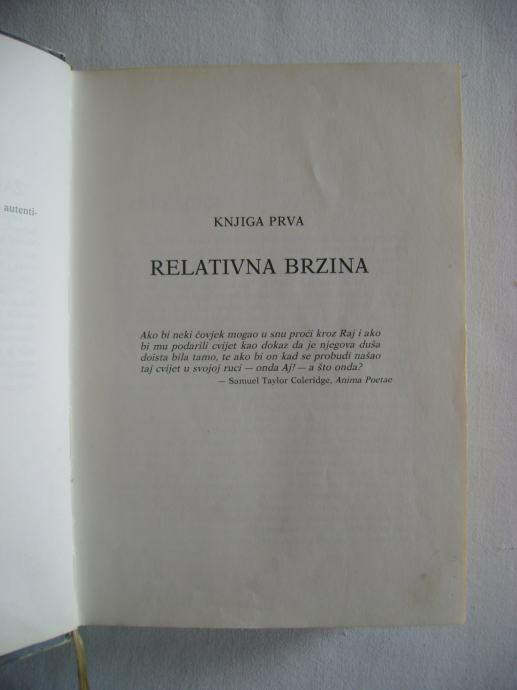 autenti-
KNJIGA PRVA
RELATIVNA BRZINA
Ako bi neki čovjek mogao u snu proći kroz Raj i ako
bi mu podarili cvijet kao dokaz da je njegova duša
doista bila tamo, te ako bi on kad se probudi našao
taj cvijet u svojoj ruci — onda Aj! — a što onda?
— Samuel Taylor Coleridge, Anima Poetae